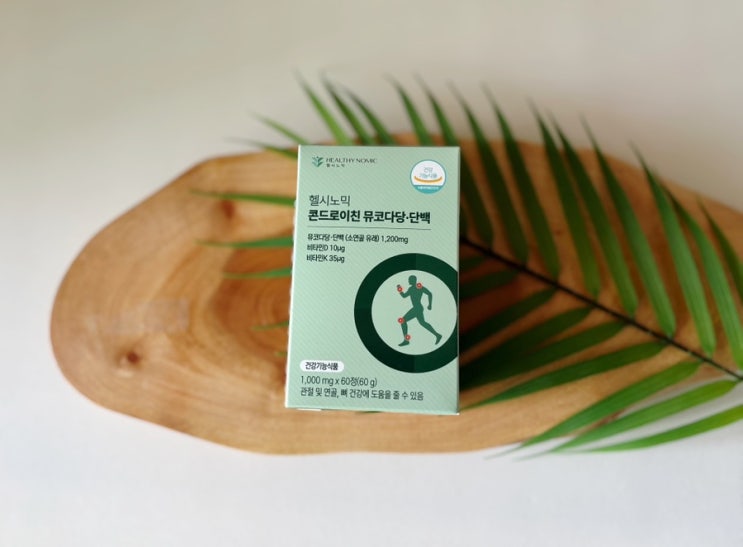 HEALTHYNOMIC
헬시노믹
건강
기능식품
헬시노믹
콘드로이친 뮤코다당·단백
뮤코다당·단백 (소연골 유래) 1,200mg
비타민D 10µg
비타민K 35µg
건강기능식품
1,000 mg x 60정(60 g)
관절 및 연골, 뼈 건강에 도움을 줄 수 있음